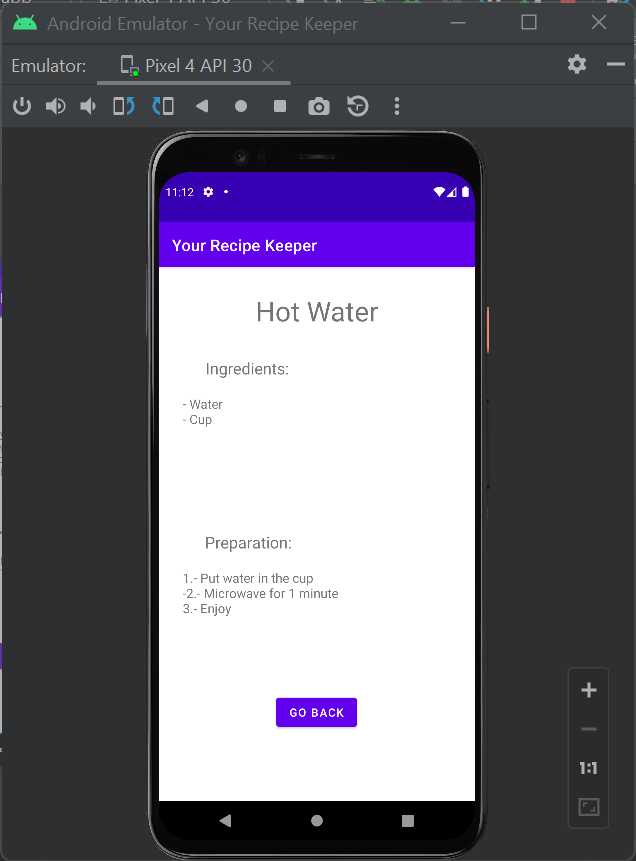 Android Emulator - Your Recipe Keeper
Emulator: Pixel 4 API 30
11:12
Your Recipe Keeper
Hot Water
Ingredients:
- Water
- Cup
Preparation:
1.- Put water in the cup
-2.- Microwave for 1 minute
3.- Enjoy
GO BACK
1:1